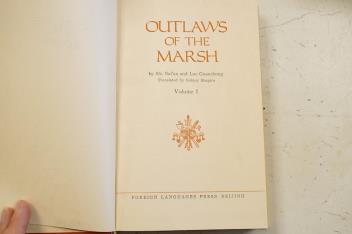 OUTLAWS
OF THE
MARSH
by Shi Nai'an and Luo Guanzhong
Translated by Sidney Shapiro
Volume I
FOREIGN LANGUAGES PRESS BEIJING